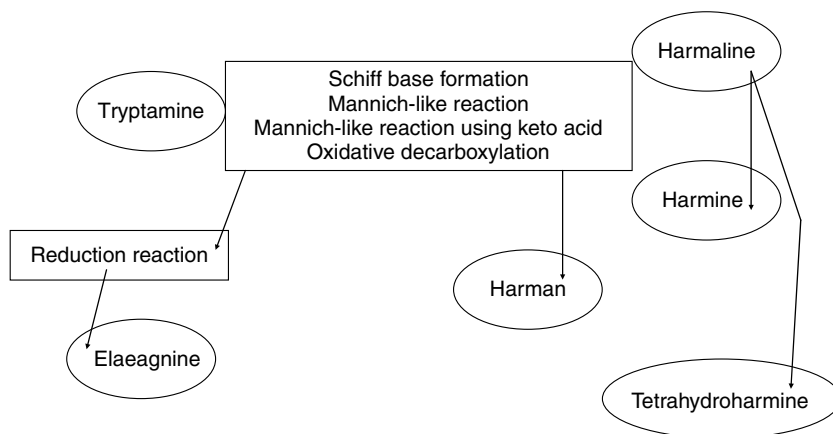 Harmaline
Schiff base formation
Mannich-like reaction
Mannich-like reaction using keto acid
Oxidative decarboxylation
Tryptamine
Harmine
Reduction reaction
Harman
Elaeagnine
Tetrahydroharmine